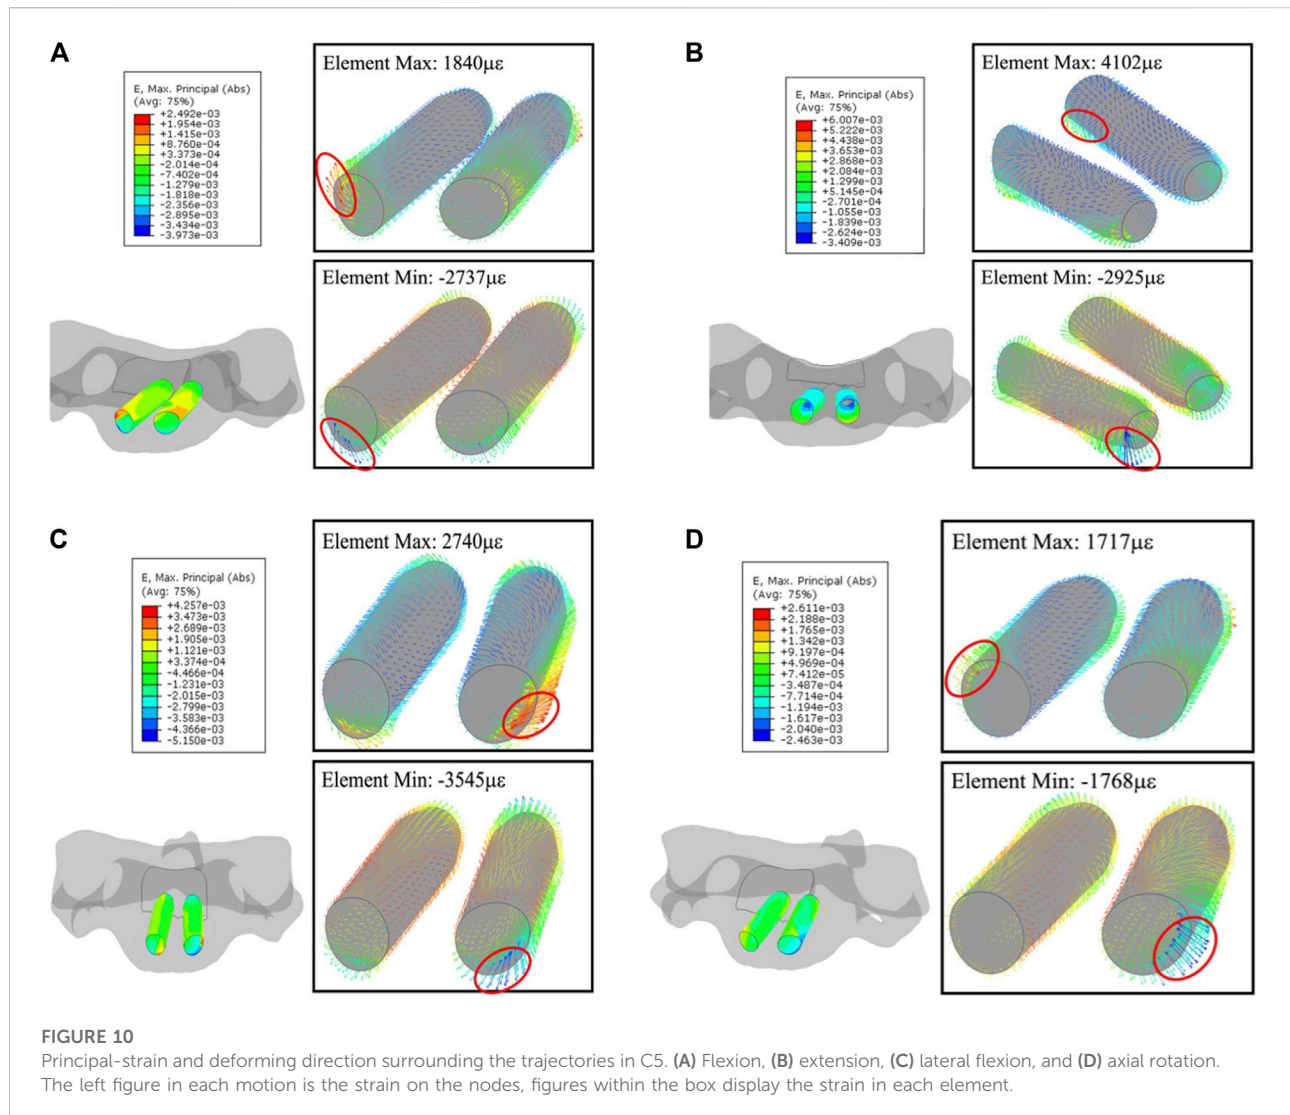 A
Element Max: 1840με
E, Max. Principal (Abs)
(Avg: 75%)
+2.492e-03
+1.954e-03
+1.415e-03
+8.760e-04
+3.373e-04
-2.014e-04
-7.402e-04
-1.279e-03
-1.818e-03
-2.356e-03
-2.895e-03
-3.434e-03
-3.973e-03
Element Min: -2737με
B
Element Max: 4102με
E, Max. Principal (Abs)
(Avg: 75%)
+6.007e-03
+5.222e-03
+4.438e-03
+3.653e-03
+2.868e-03
+2.084e-03
+1.299e-03
+5.145e-04
-2.701e-04
-1.055e-03
-1.839e-03
-2.624e-03
-3.409e-03
Element Min: -2925με
C
Element Max: 2740με
E, Max. Principal (Abs)
(Avg: 75%)
+4.257e-03
+3.473e-03
+2.689e-03
+1.905e-03
+1.121e-03
+3.374e-04
-4.466e-04
-1.231e-03
-2.015e-03
-2.799e-03
-3.583e-03
-4.366e-03
-5.150e-03
Element Min: -3545με
D
Element Max: 1717με
E, Max. Principal (Abs)
(Avg: 75%)
+2.611e-03
+2.188e-03
+1.765e-03
+1.342e-03
+9.197e-04
+4.969e-04
+7.412e-05
-3.487e-04
-7.714e-04
-1.194e-03
-1.617e-03
-2.040e-03
-2.463e-03
Element Min: -1768με
FIGURE 10
Principal-strain and deforming direction surrounding the trajectories in C5. (A) Flexion, (B) extension, (C) lateral flexion, and (D) axial rotation.
The left figure in each motion is the strain on the nodes, figures within the box display the strain in each element.